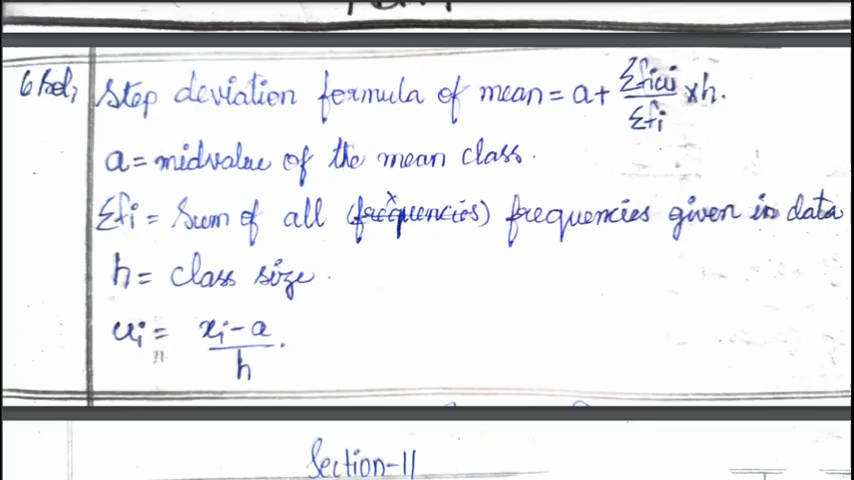 6 sol, Step deviation formula of mean = a + Σfiui / Σfi × h.
a = midvalue of the mean class.
Σfi = Sum of all (frequencies) frequencies given in data
h = class size.
ui = xi - a / h.
Section-II